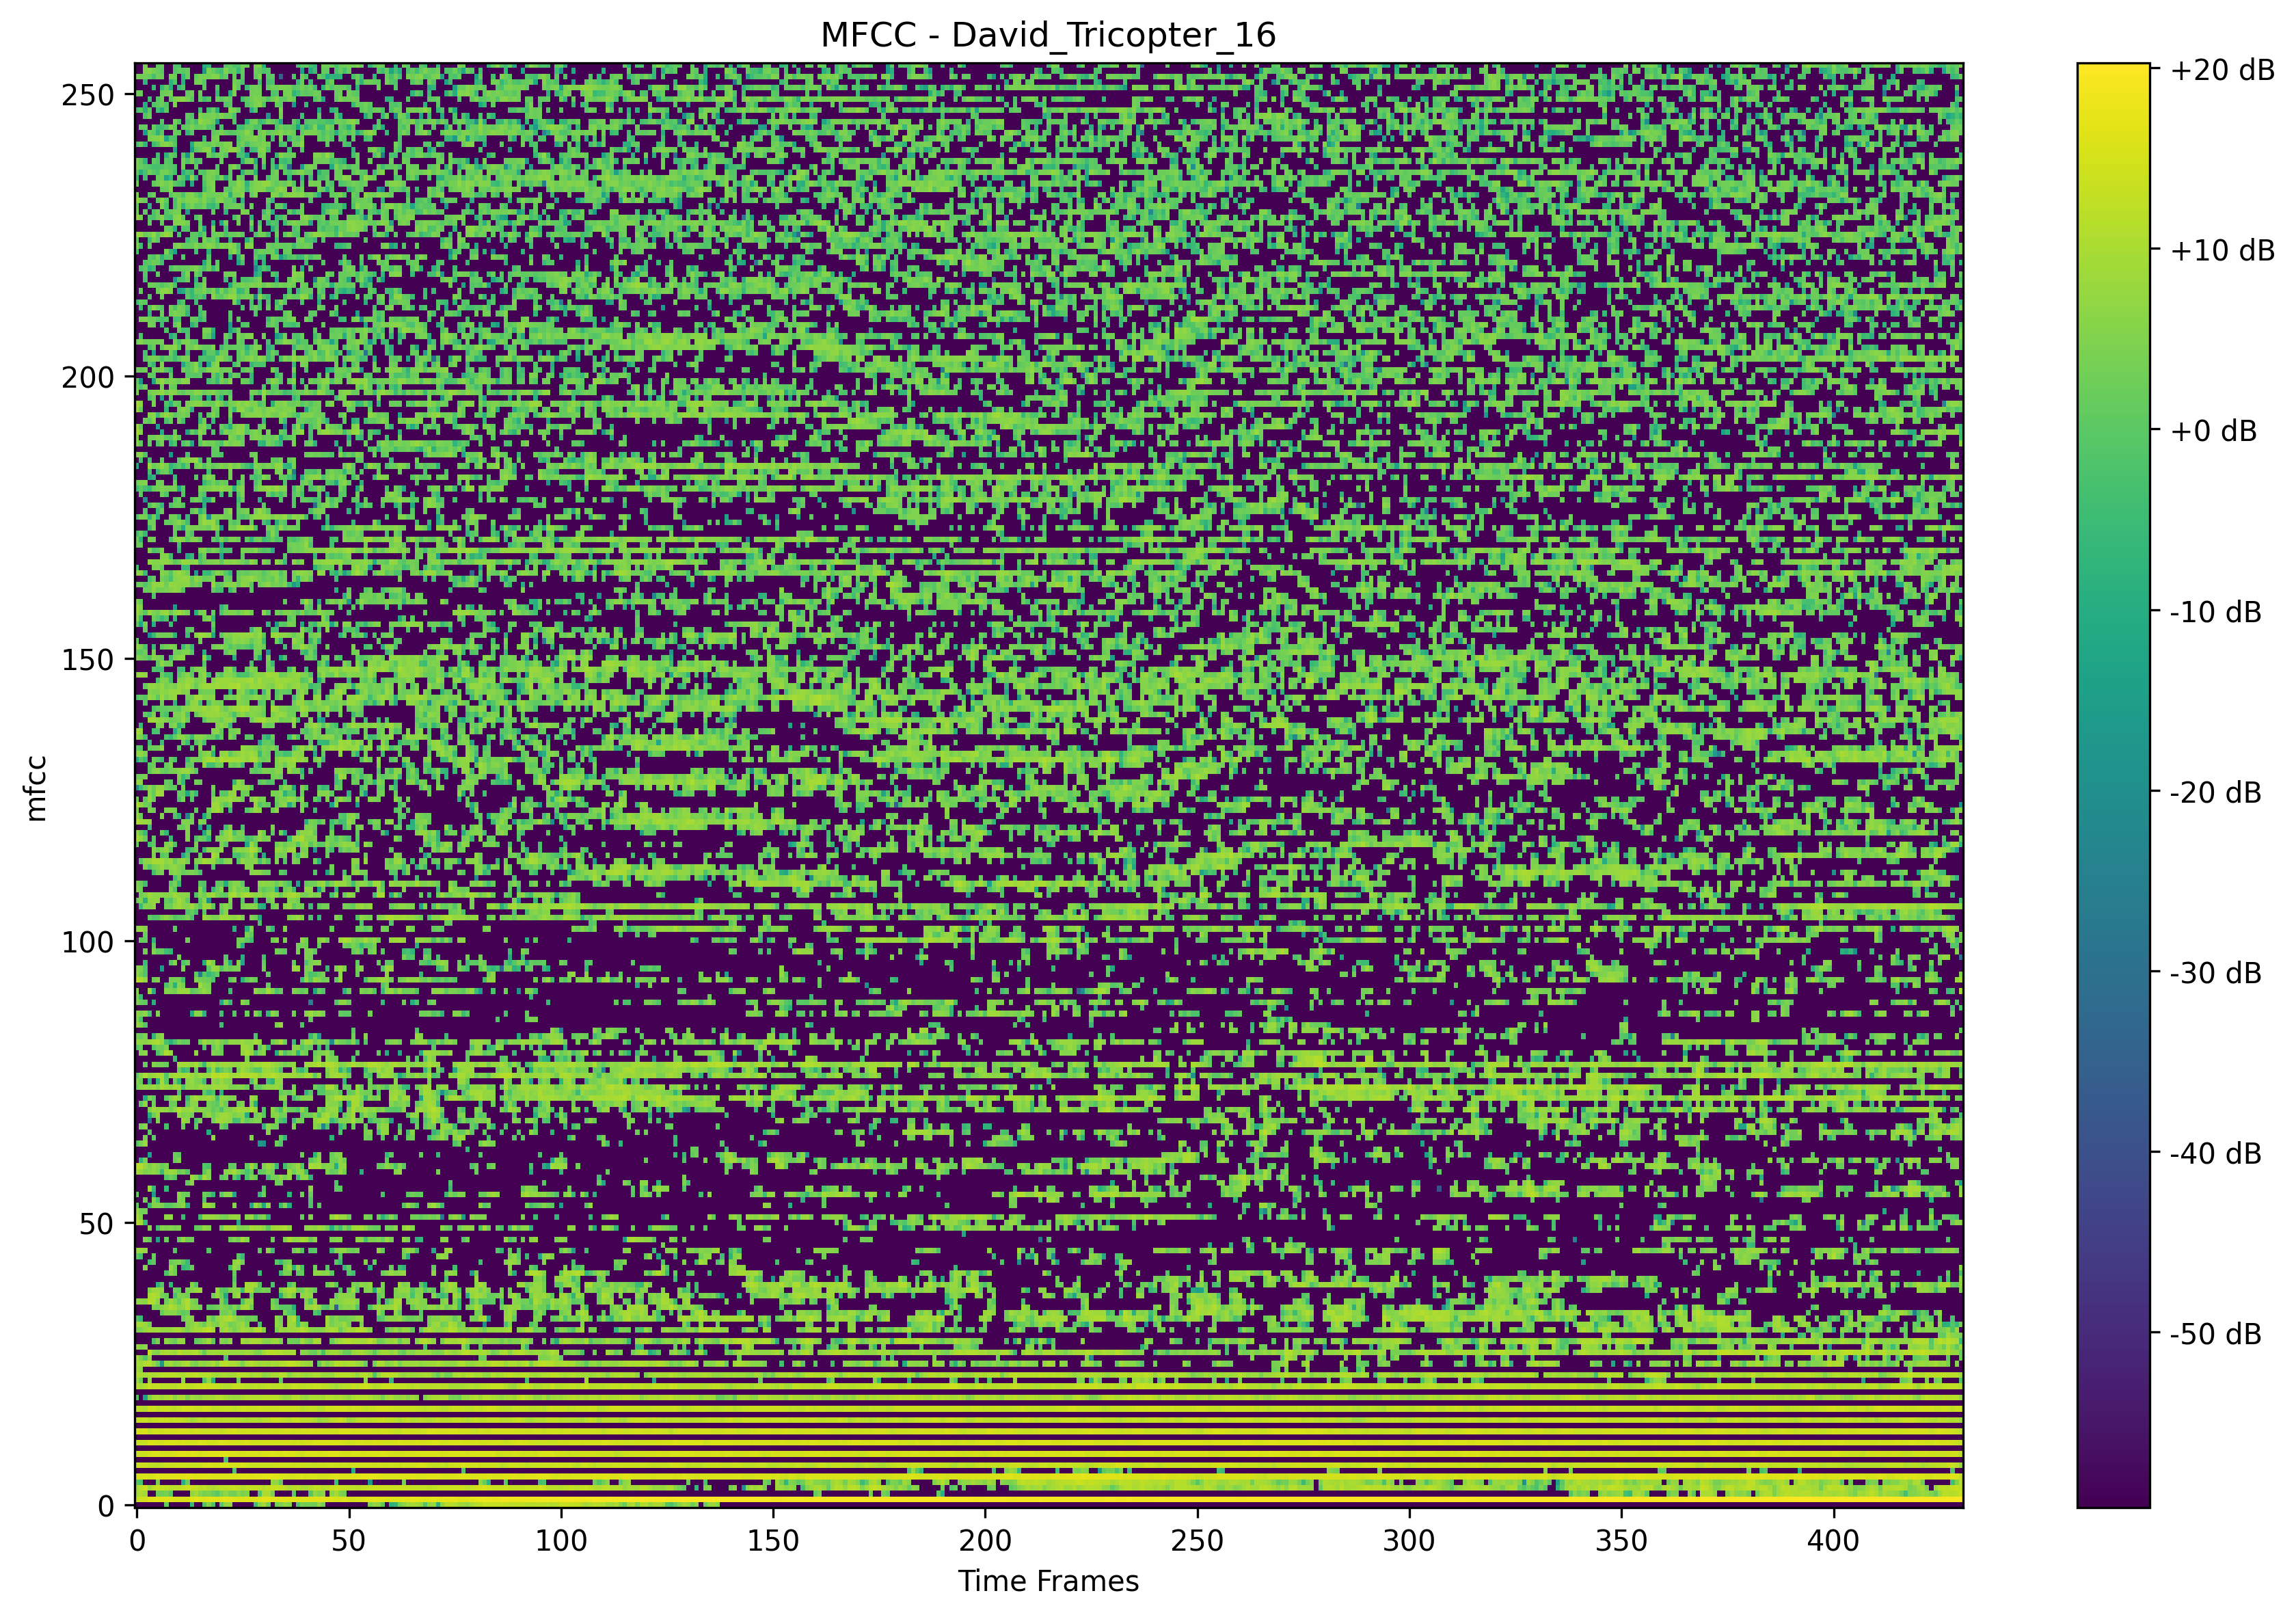 MFCC - David_Tricopter_16
250
200
150
100
50
0
mfcc
0 50 100 150 200 250 300 350 400
Time Frames
+20 dB
+10 dB
+0 dB
-10 dB
-20 dB
-30 dB
-40 dB
-50 dB